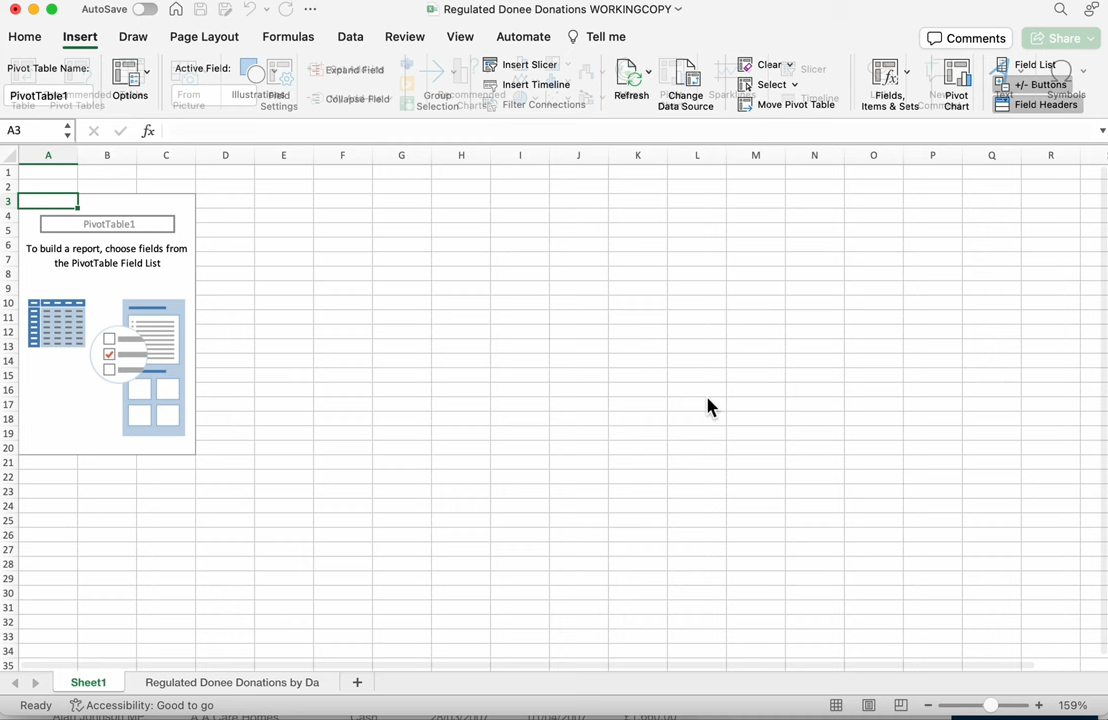 AutoSave
Regulated Donee Donations WORKINGCOPY
Home Insert Draw Page Layout Formulas Data Review View Automate Tell me
Comments Share
Pivot Table Name:
PivotTable1
Options
Active Field:
Field
Settings
Expand Field
Collapse Field
Group
Selection
Insert Slicer
Insert Timeline
Filter Connections
Refresh
Change
Data Source
Clear
Select
Move Pivot Table
Fields,
Items & Sets
Pivot
Chart
Field List
+/- Buttons
Field Headers
Table
Pivot Tables
From
Picture
Illustrations
Charts
Slicer
Timeline
Symbols
A3
fx
A B C D E F G H I J K L M N O P Q R
1
2
3
4
PivotTable1
5
To build a report, choose fields from
6
the PivotTable Field List
7
8
9
10
11
12
13
14
15
16
17
18
19
20
21
22
23
24
25
26
27
28
29
30
31
32
33
34
35
Sheet1 Regulated Donee Donations by Da
Ready Accessibility: Good to go 159%